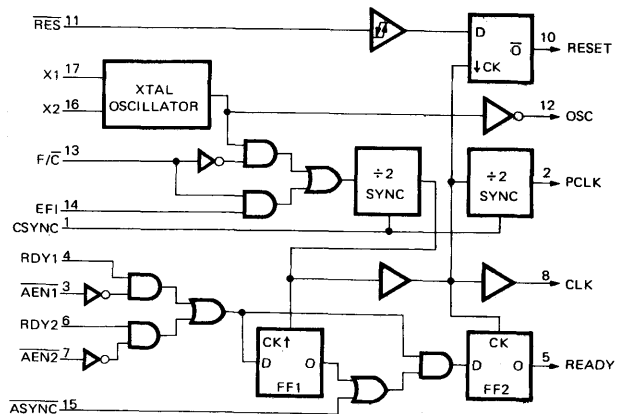 RES 11
X1 17
X2 16
XTAL
OSCILLATOR
D
O
CK
10 RESET
12 OSC
F/C 13
EFI 14
CSYNC 1
÷2
SYNC
÷2
SYNC
2 PCLK
RDY1 4
AEN1 3
RDY2 6
AEN2 7
8 CLK
CK↑
D O
FF1
CK
D O
FF2
5 READY
ASYNC 15